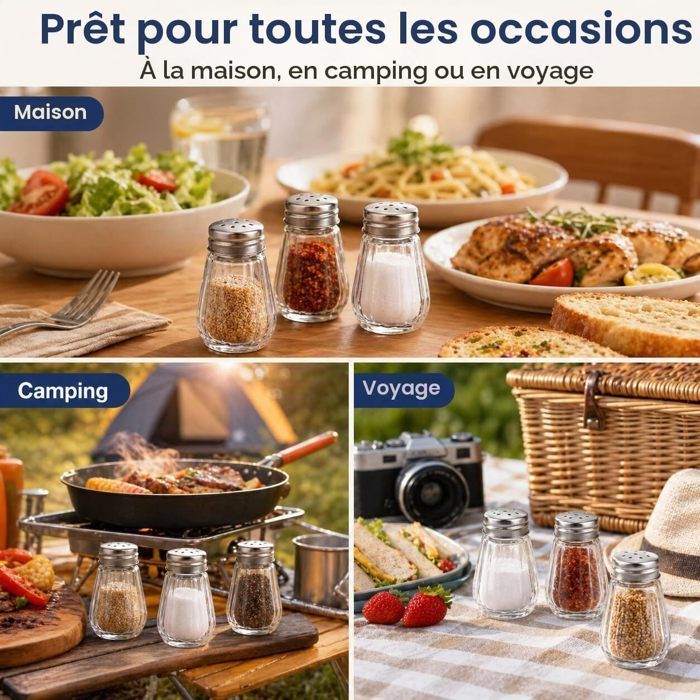 Prêt pour toutes les occasions
À la maison, en camping ou en voyage
Maison
Camping
Voyage